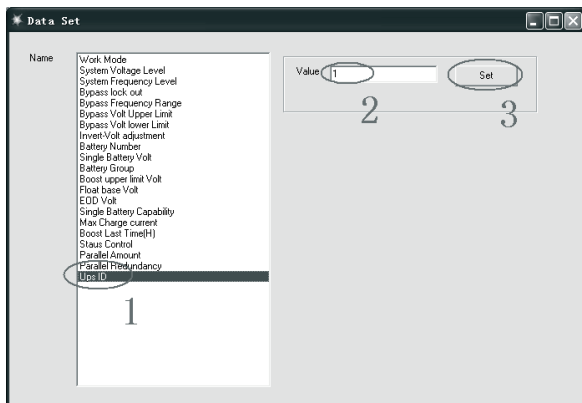 Data Set
Name
Work Mode
System Voltage Level
System Frequency Level
Bypass lock out
Bypass Frequency Range
Bypass Volt Upper Limit
Bypass Volt lower Limit
Invert-Volt adjustment
Battery Number
Single Battery Volt
Battery Group
Boost upper limit Volt
Float base Volt
EOD Volt
Single Battery Capability
Max Charge current
Boost Last Time(H)
Staus Control
Parallel Amount
Parallel Redundancy
Ups ID
1
Value 1
2
Set
3